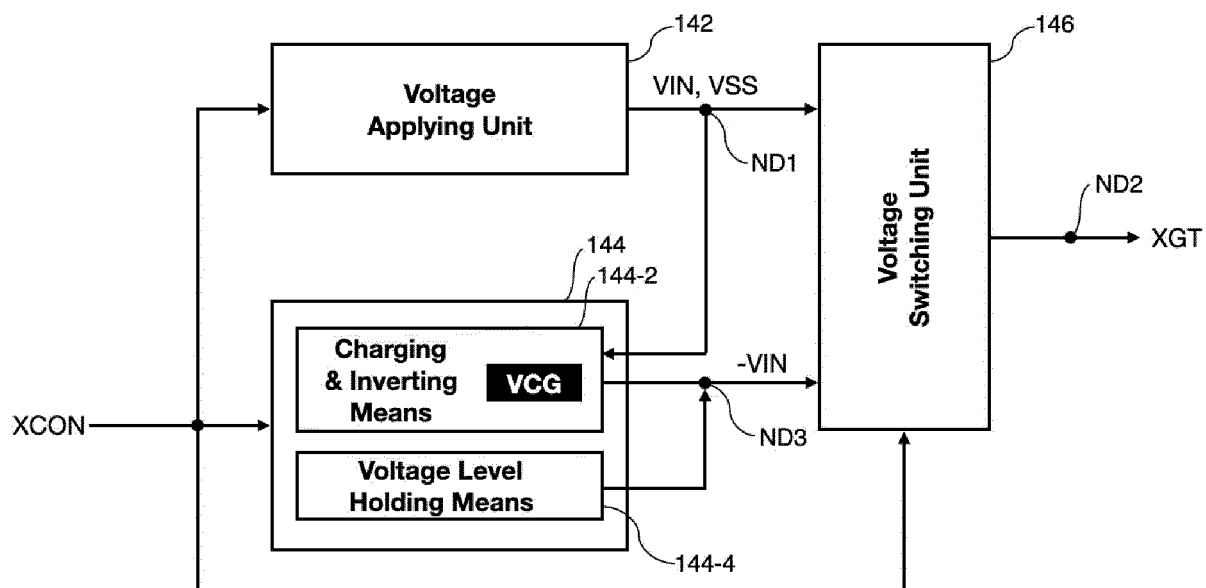 142
146
Voltage
Applying Unit
VIN, VSS
ND1
Voltage
Switching Unit
ND2
XGT
144
144-2
Charging
& Inverting
Means
VCG
-VIN
ND3
XCON
Voltage Level
Holding Means
144-4